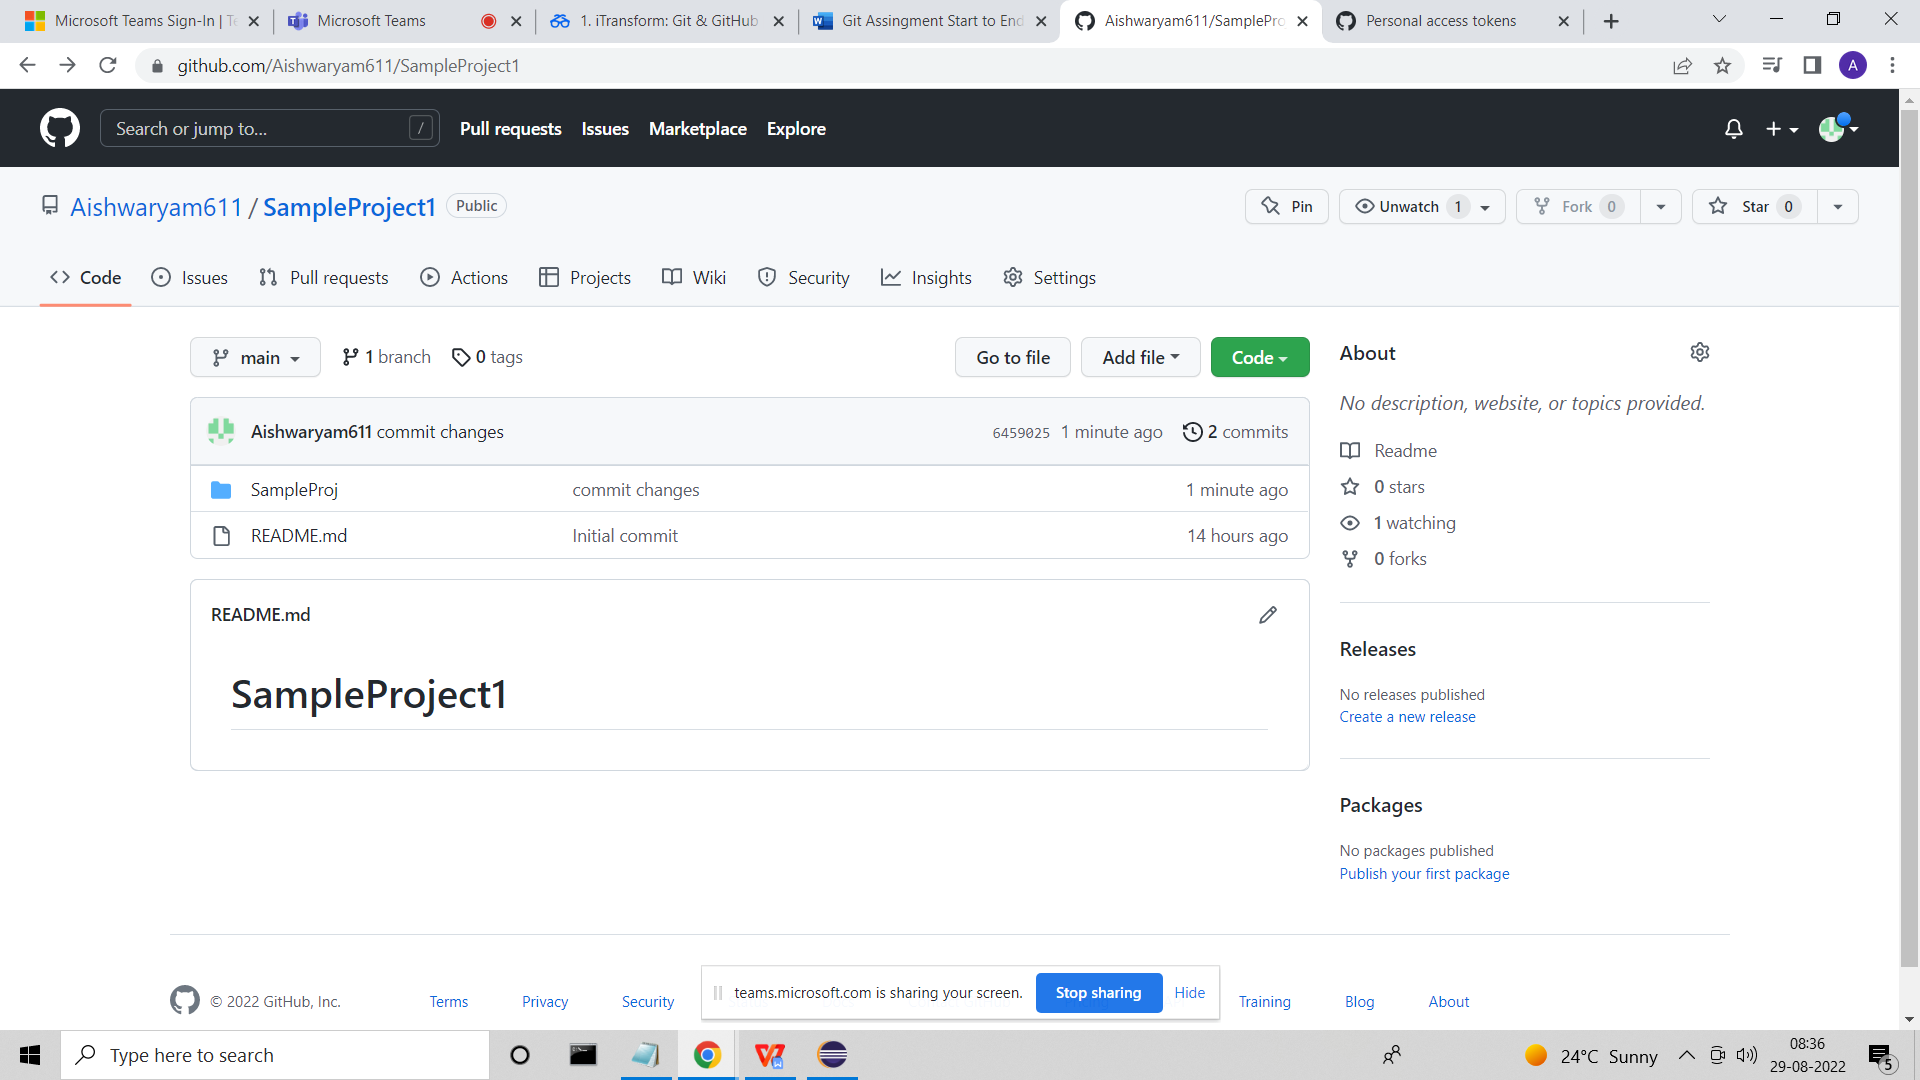 Microsoft Teams Sign-In | Te
Microsoft Teams
1. iTransform: Git & GitHub
Git Assingment Start to End
Aishwaryam611/SamplePro
Personal access tokens
github.com/Aishwaryam611/SampleProject1
A
Search or jump to...
/
Pull requests
Issues
Marketplace
Explore
Aishwaryam611 / SampleProject1
Public
Pin
Unwatch 1
Fork 0
Star 0
Code
Issues
Pull requests
Actions
Projects
Wiki
Security
Insights
Settings
main
1 branch
0 tags
Go to file
Add file
Code
About
No description, website, or topics provided.
Aishwaryam611 commit changes
6459025 1 minute ago
2 commits
SampleProj
commit changes
1 minute ago
README.md
Initial commit
14 hours ago
Readme
0 stars
1 watching
0 forks
README.md
SampleProject1
Releases
No releases published
Create a new release
Packages
No packages published
Publish your first package
© 2022 GitHub, Inc.
Terms
Privacy
Security
teams.microsoft.com is sharing your screen.
Stop sharing
Hide
Training
Blog
About
Type here to search
24°C Sunny
08:36
29-08-2022
5